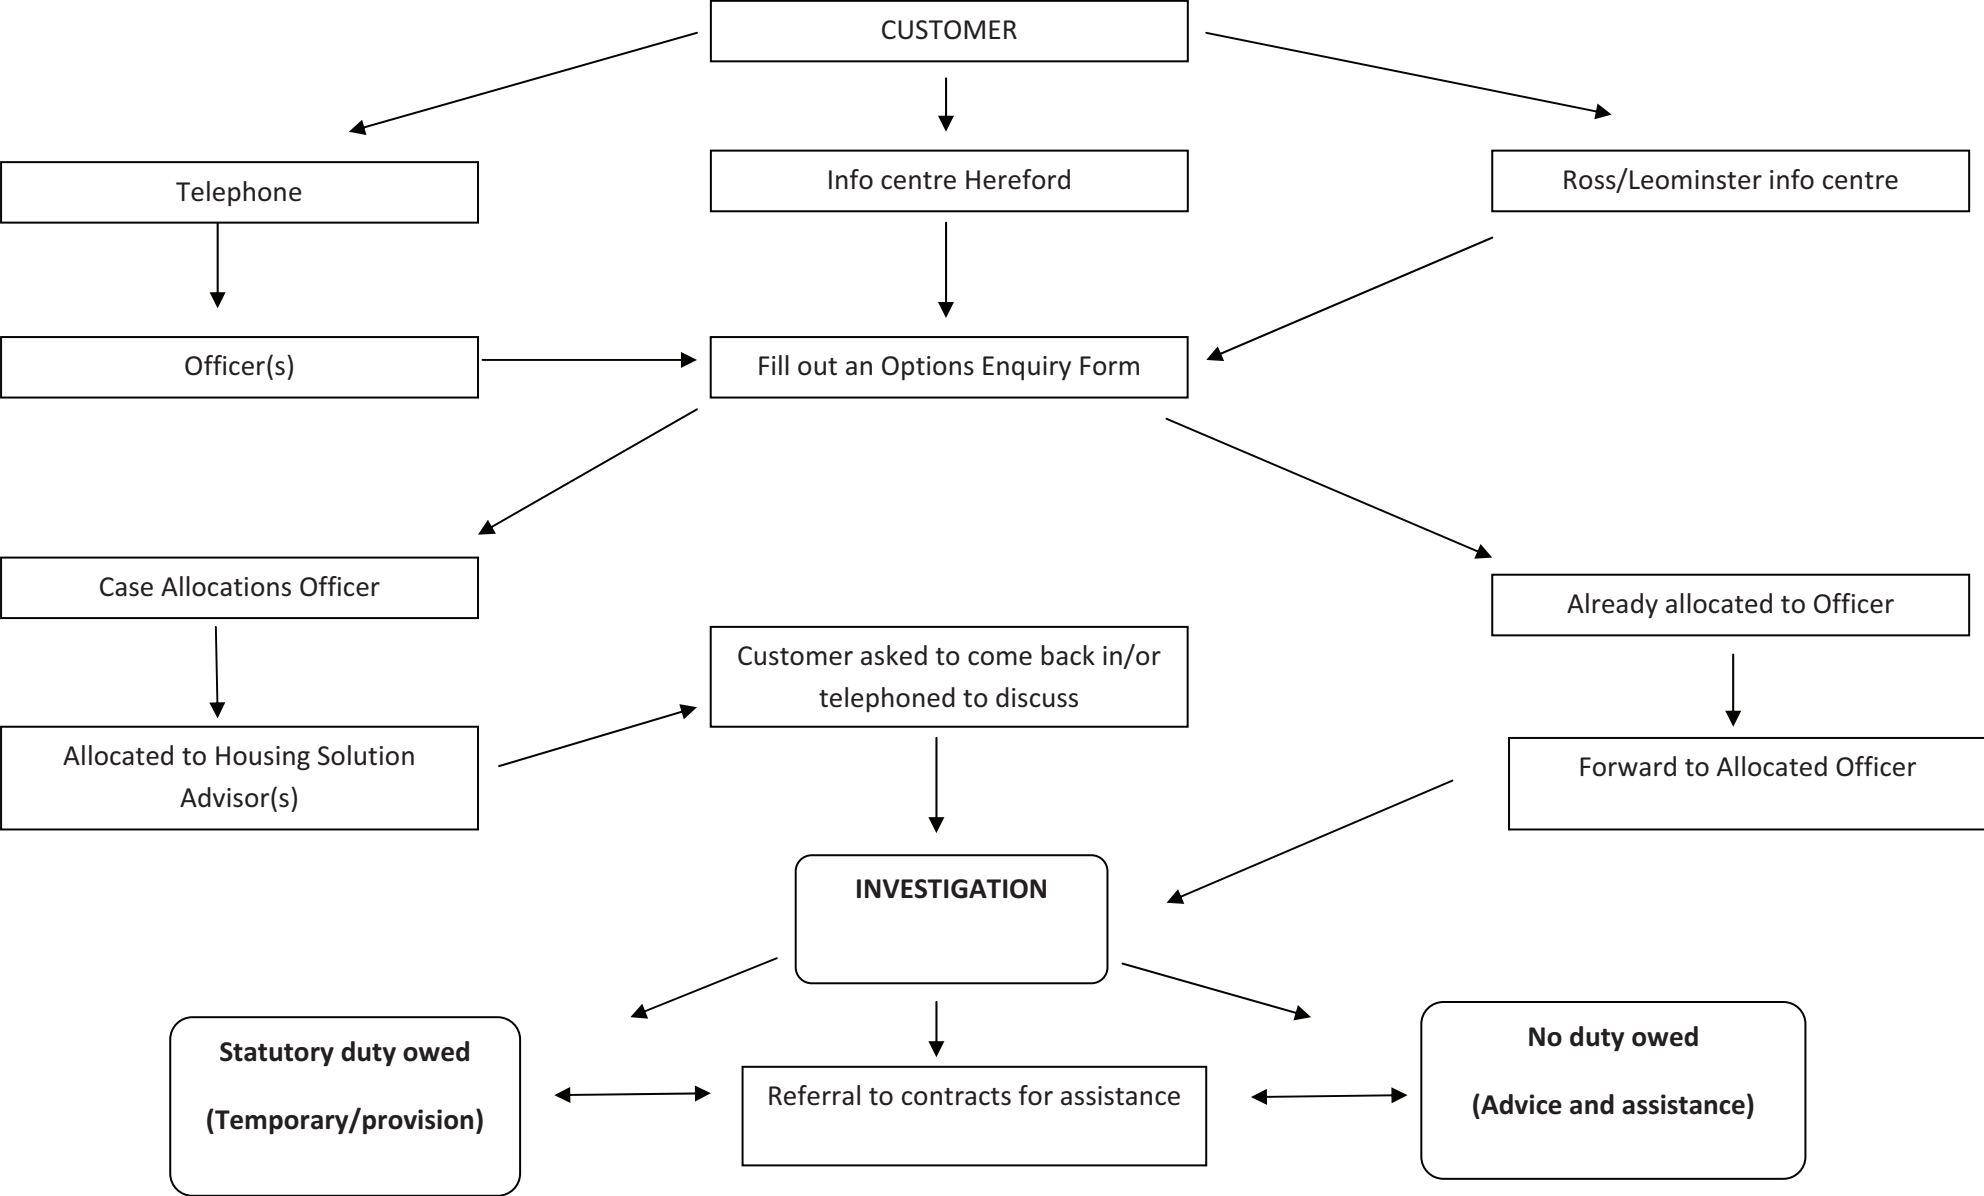 CUSTOMER
Telephone
Info centre Hereford
Ross/Leominster info centre
Officer(s)
Fill out an Options Enquiry Form
Case Allocations Officer
Already allocated to Officer
Customer asked to come back in/or
telephoned to discuss
Allocated to Housing Solution
Advisor(s)
Forward to Allocated Officer
INVESTIGATION
Statutory duty owed
(Temporary/provision)
Referral to contracts for assistance
No duty owed
(Advice and assistance)